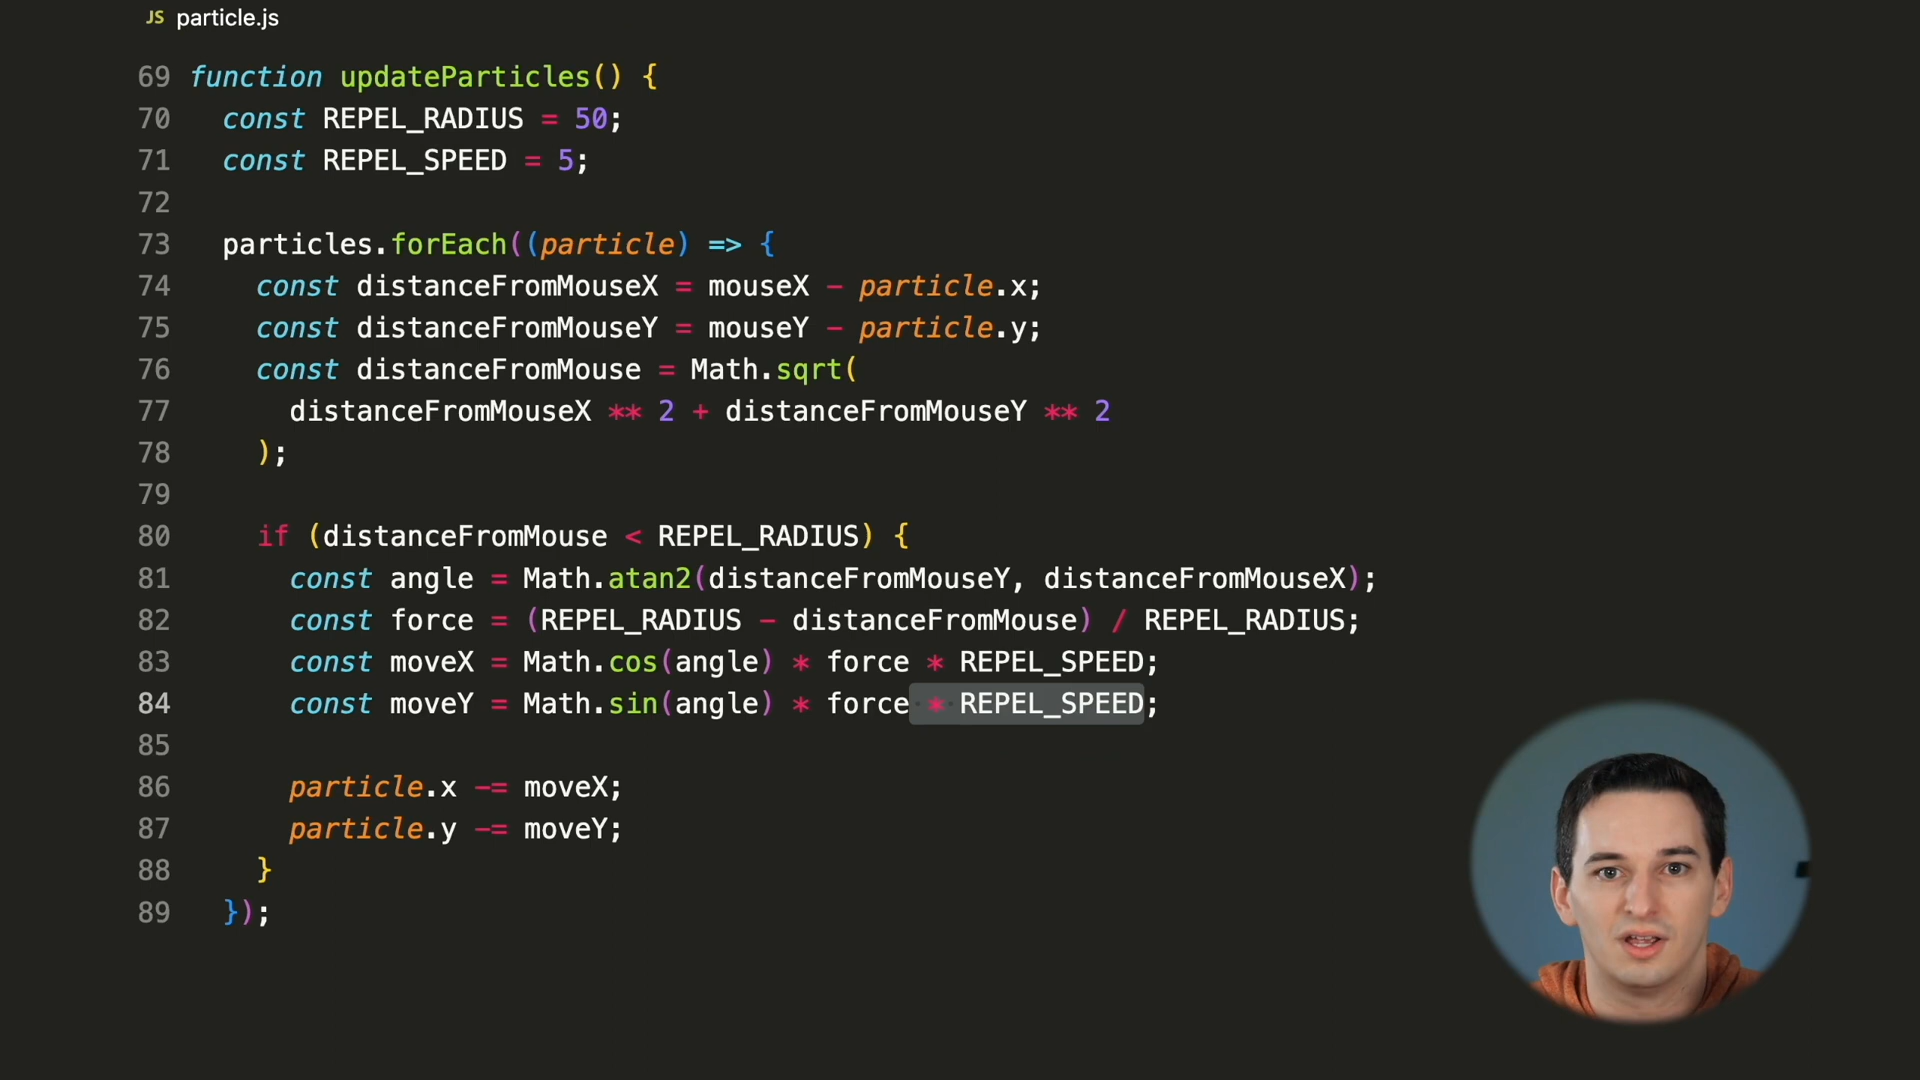 JS particle.js
69 function updateParticles() {
70 const REPEL_RADIUS = 50;
71 const REPEL_SPEED = 5;
72
73 particles.forEach((particle) => {
74 const distanceFromMouseX = mouseX - particle.x;
75 const distanceFromMouseY = mouseY - particle.y;
76 const distanceFromMouse = Math.sqrt(
77 distanceFromMouseX ** 2 + distanceFromMouseY ** 2
78 );
79
80 if (distanceFromMouse < REPEL_RADIUS) {
81 const angle = Math.atan2(distanceFromMouseY, distanceFromMouseX);
82 const force = (REPEL_RADIUS - distanceFromMouse) / REPEL_RADIUS;
83 const moveX = Math.cos(angle) * force * REPEL_SPEED;
84 const moveY = Math.sin(angle) * force * REPEL_SPEED;
85
86 particle.x -= moveX;
87 particle.y -= moveY;
88 }
89 });